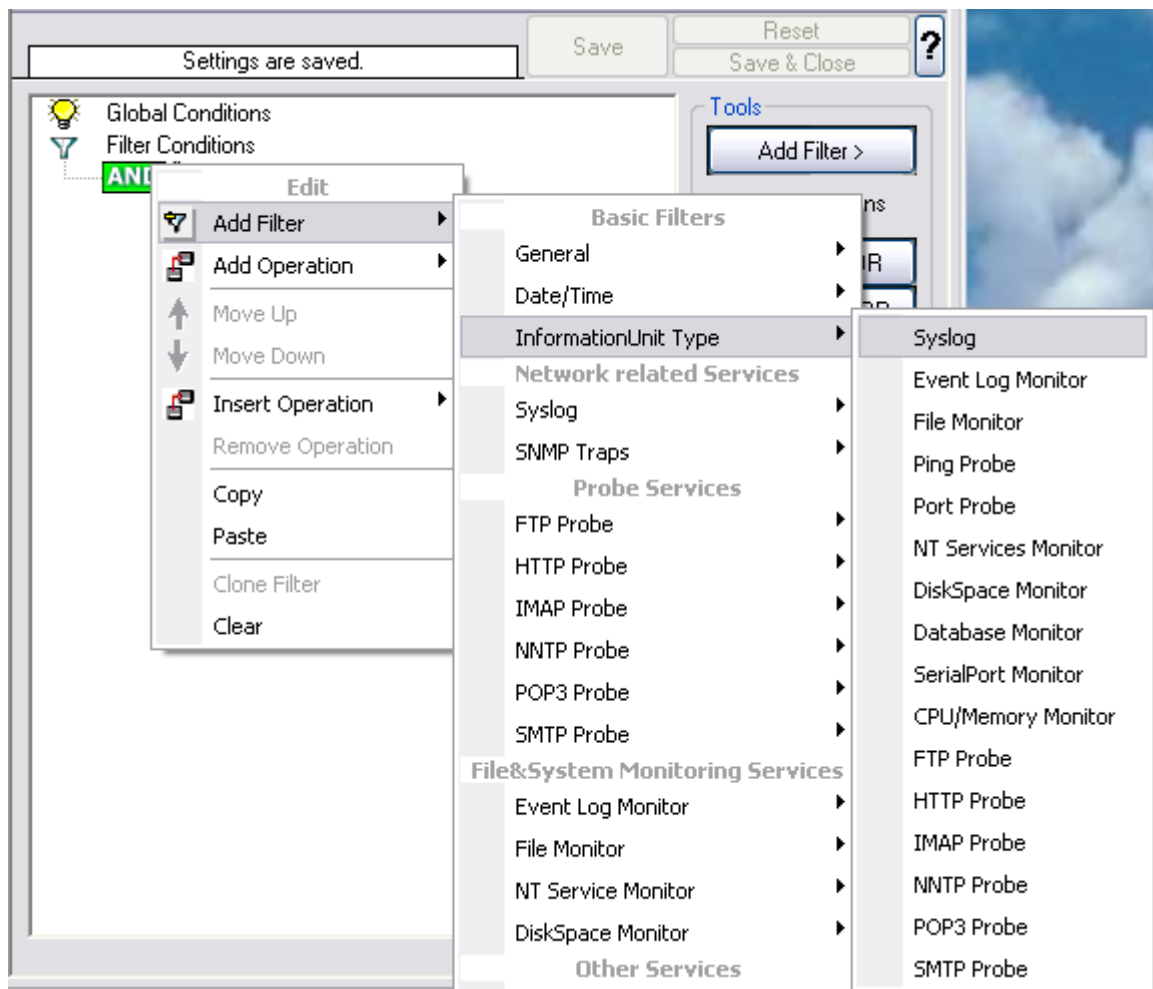 Settings are saved.
Save
Reset
Save & Close
?
Global Conditions
Filter Conditions
AND
Tools
Add Filter >
Edit
Add Filter
Add Operation
Move Up
Move Down
Insert Operation
Remove Operation
Copy
Paste
Clone Filter
Clear
Basic Filters
General
Date/Time
InformationUnit Type
Network related Services
Syslog
SNMP Traps
Probe Services
FTP Probe
HTTP Probe
IMAP Probe
NNTP Probe
POP3 Probe
SMTP Probe
File&System Monitoring Services
Event Log Monitor
File Monitor
NT Service Monitor
DiskSpace Monitor
Other Services
Syslog
Event Log Monitor
File Monitor
Ping Probe
Port Probe
NT Services Monitor
DiskSpace Monitor
Database Monitor
SerialPort Monitor
CPU/Memory Monitor
FTP Probe
HTTP Probe
IMAP Probe
NNTP Probe
POP3 Probe
SMTP Probe